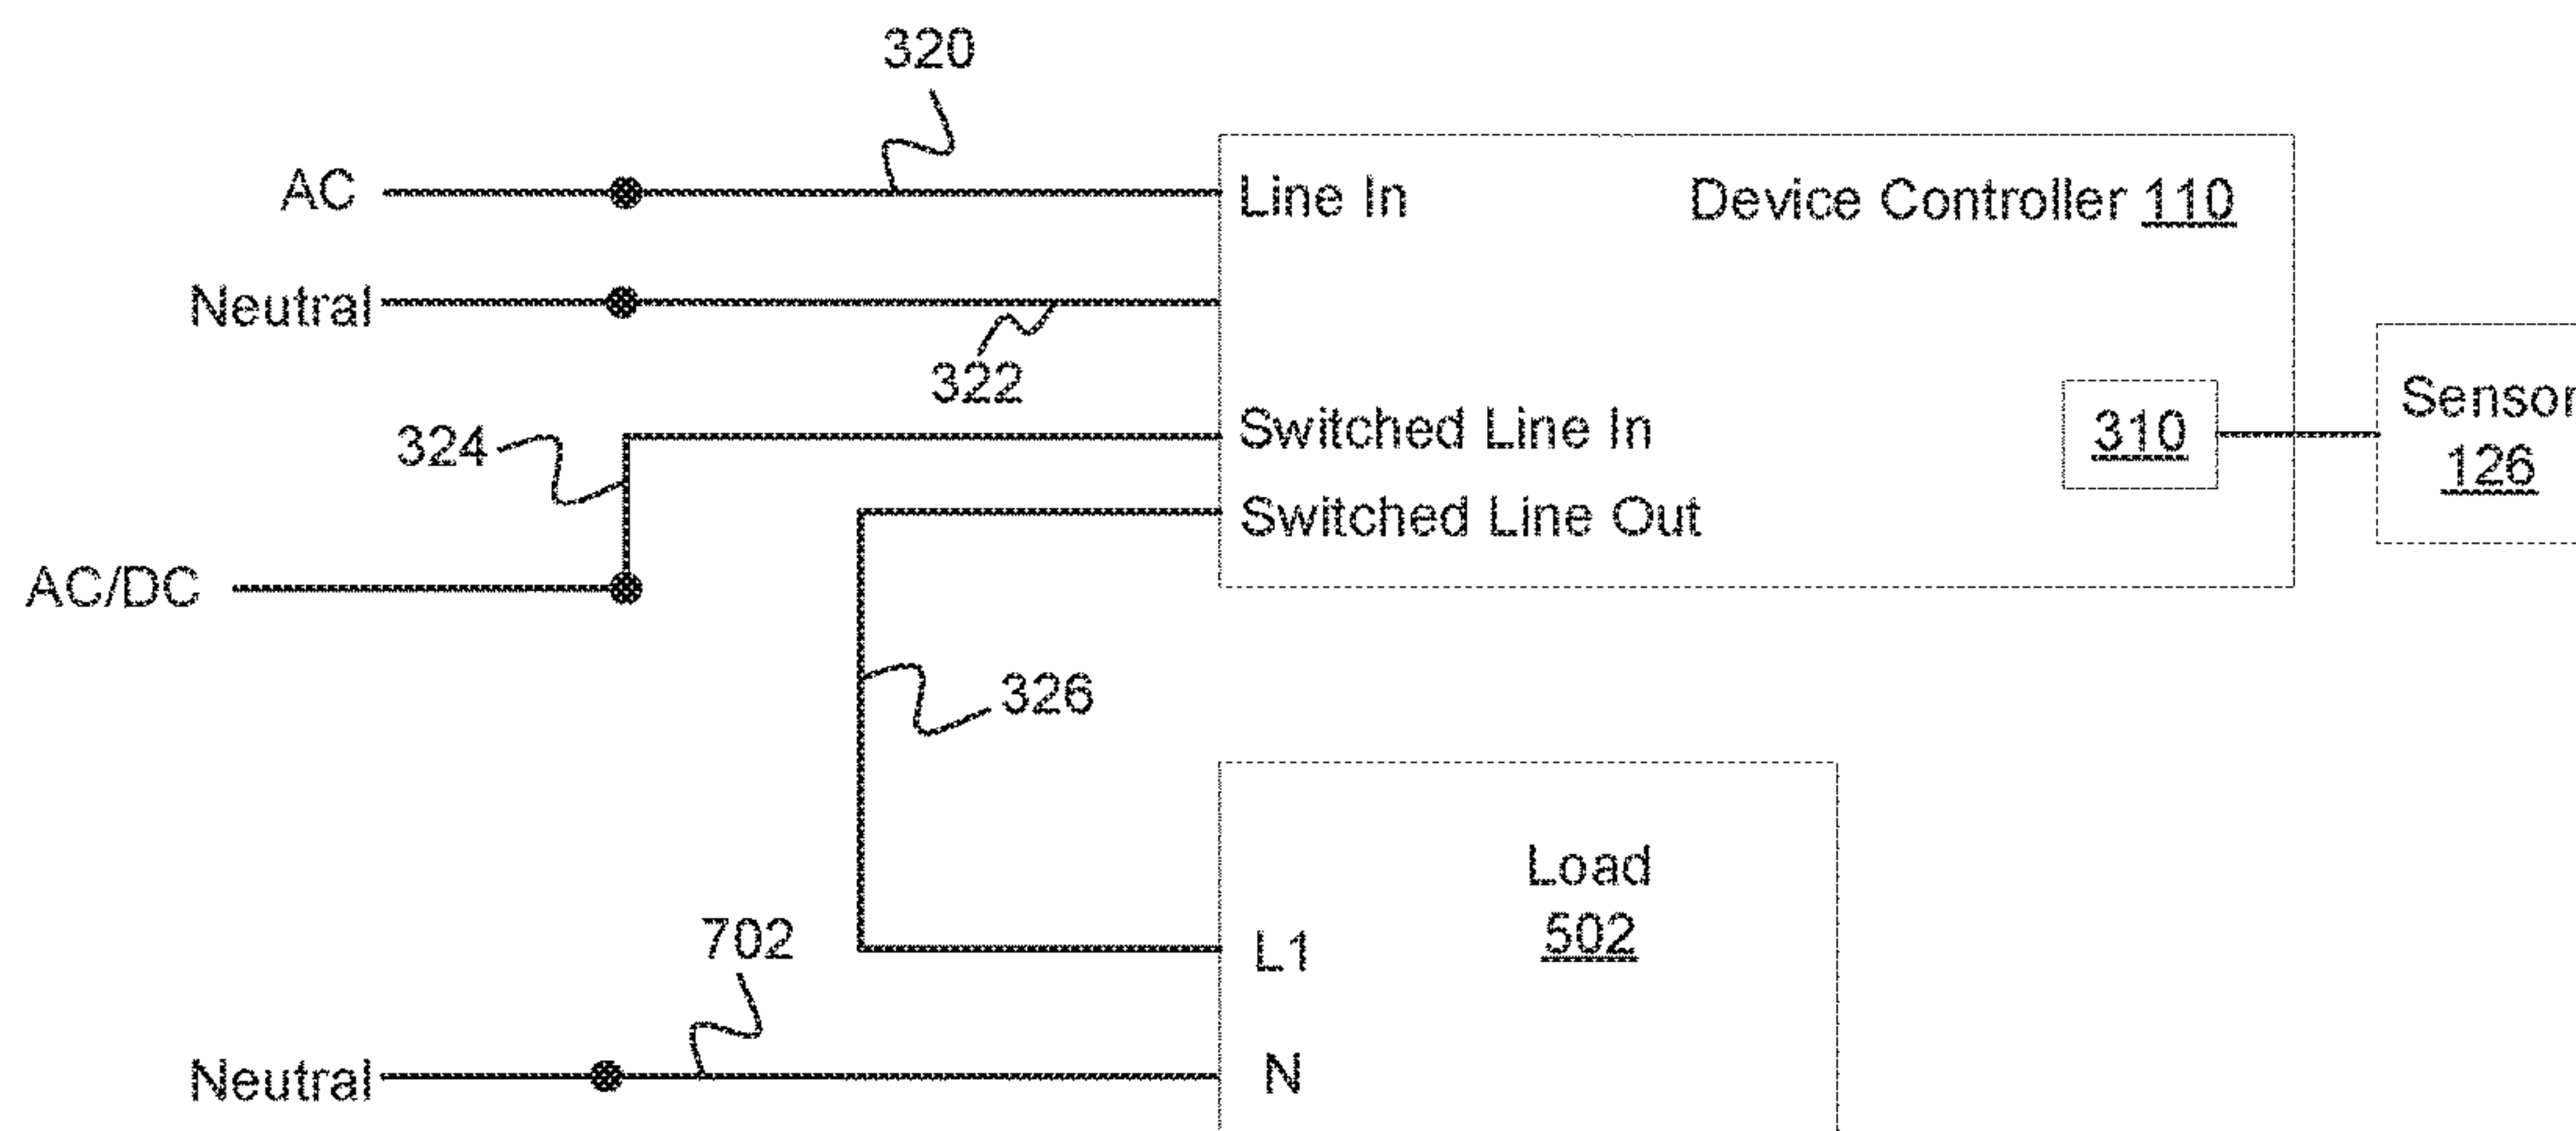 320
AC
Line In
Device Controller 110
Neutral
322
324
Switched Line In
310
Sensor
126
Switched Line Out
AC/DC
326
Load
502
702
L1
Neutral
N